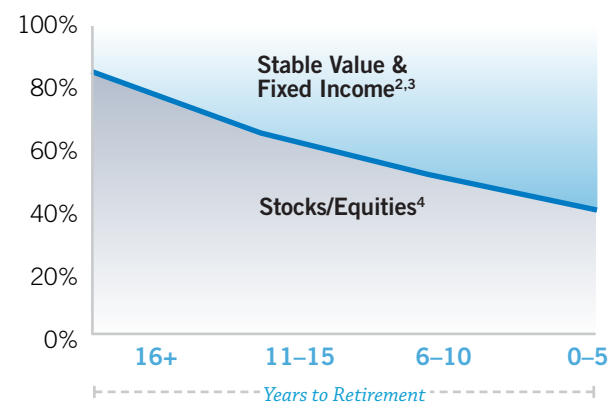 100%
80%
60%
40%
20%
0%
Stable Value &
Fixed Income2,3
Stocks/Equities4
16+ 11–15 6–10 0–5
Years to Retirement